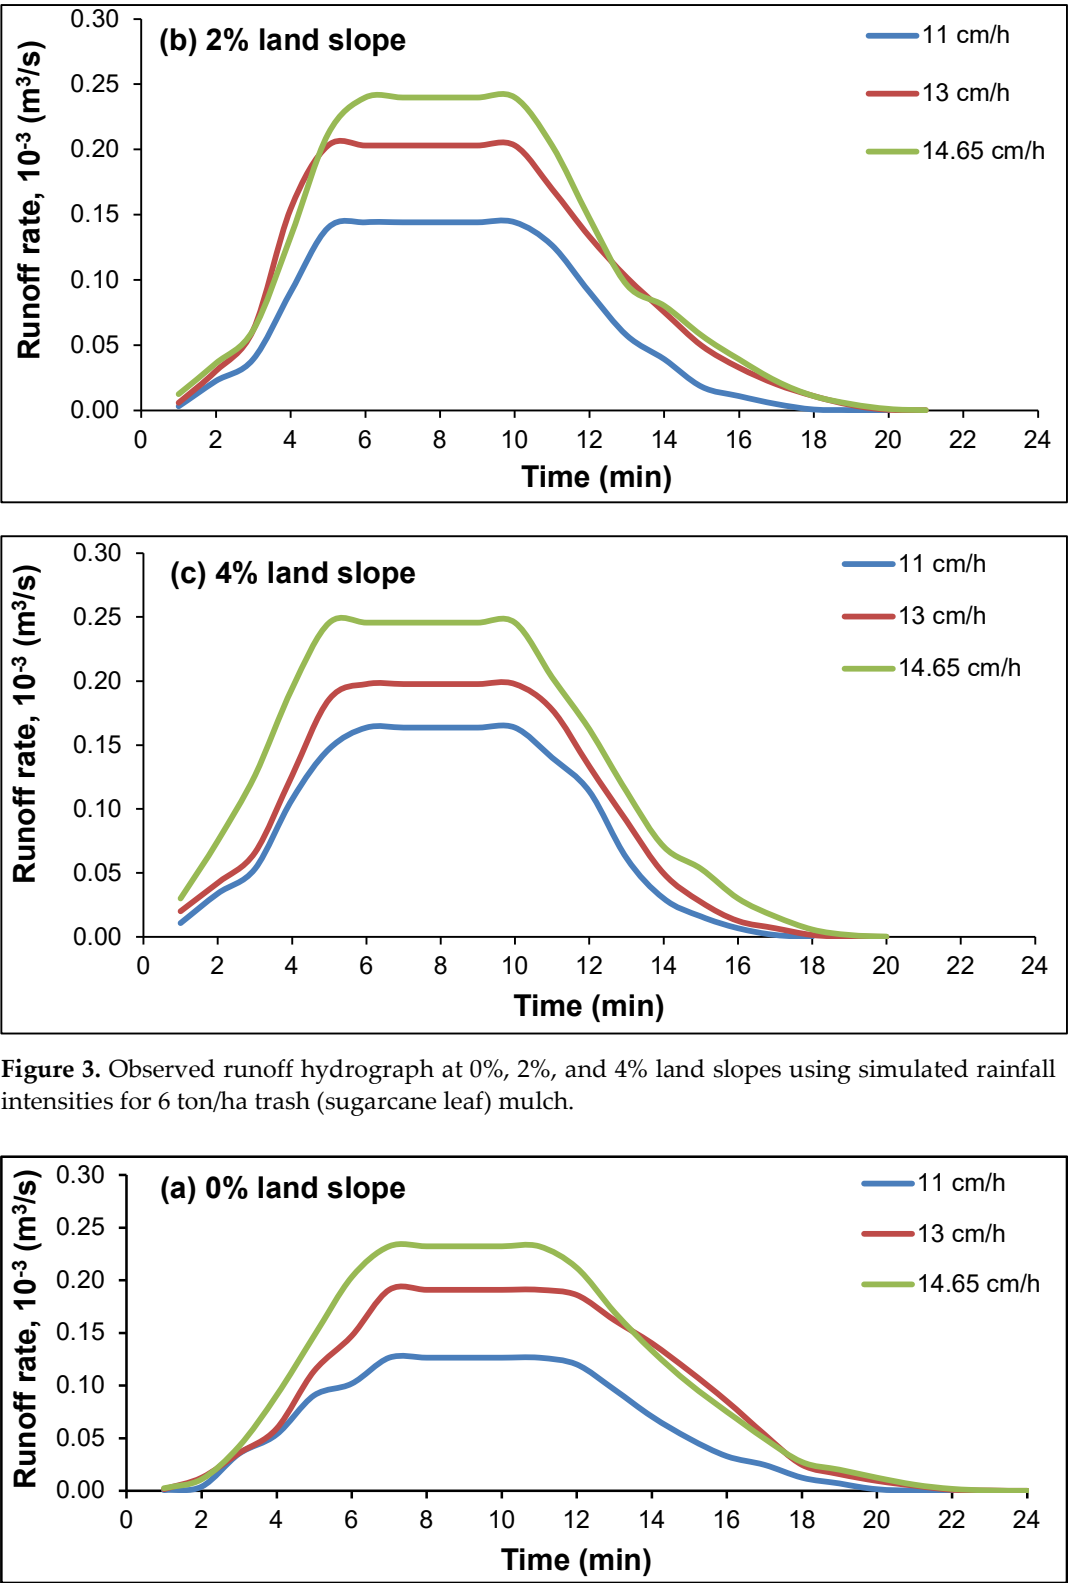 (b) 2% land slope
Runoff rate, 10⁻³ (m³/s)
0.30
0.25
0.20
0.15
0.10
0.05
0.00
0 2 4 6 8 10 12 14 16 18 20 22 24
Time (min)
11 cm/h
13 cm/h
14.65 cm/h
(c) 4% land slope
Runoff rate, 10⁻³ (m³/s)
0.30
0.25
0.20
0.15
0.10
0.05
0.00
0 2 4 6 8 10 12 14 16 18 20 22 24
Time (min)
11 cm/h
13 cm/h
14.65 cm/h
Figure 3. Observed runoff hydrograph at 0%, 2%, and 4% land slopes using simulated rainfall
intensities for 6 ton/ha trash (sugarcane leaf) mulch.
(a) 0% land slope
Runoff rate, 10⁻³ (m³/s)
0.30
0.25
0.20
0.15
0.10
0.05
0.00
0 2 4 6 8 10 12 14 16 18 20 22 24
Time (min)
11 cm/h
13 cm/h
14.65 cm/h